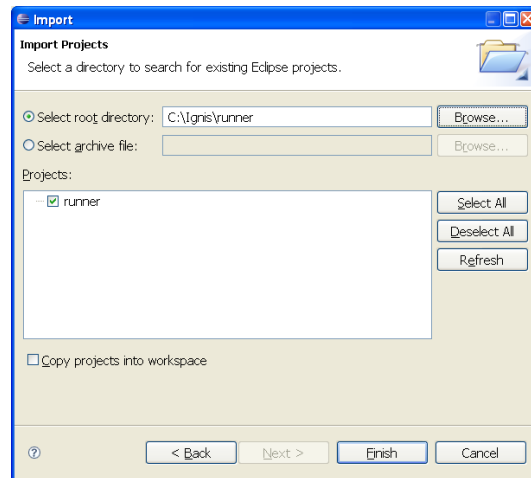 Import
Import Projects
Select a directory to search for existing Eclipse projects.
Select root directory: C:\Ignis\runner Browse...
Select archive file: Browse...
Projects:
runner
Select All
Deselect All
Refresh
Copy projects into workspace
? < Back Next > Finish Cancel